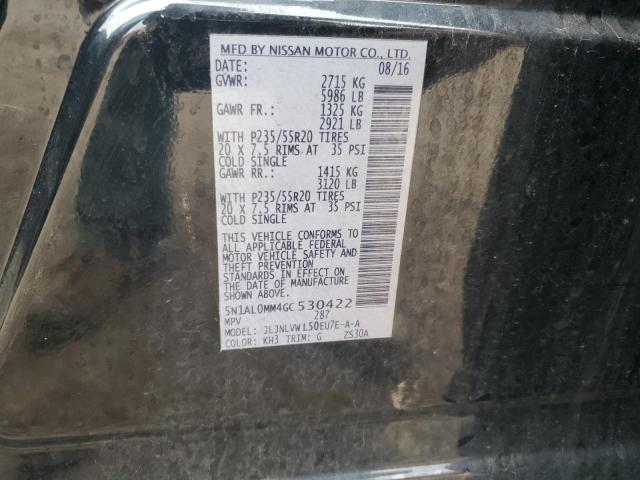 MFD BY NISSAN MOTOR CO., LTD.
DATE: 08/16
GVWR: 2715 KG
5986 LB
GAWR FR.: 1325 KG
2921 LB
WITH P235/55R20 TIRES
20 X 7.5 RIMS AT 35 PSI
COLD SINGLE
GAWR RR.: 1415 KG
3120 LB
WITH P235/55R20 TIRES
20 X 7.5 RIMS AT 35 PSI
COLD SINGLE
THIS VEHICLE CONFORMS TO
ALL APPLICABLE FEDERAL
MOTOR VEHICLE SAFETY AND
THEFT PREVENTION
STANDARDS IN EFFECT ON
THE DATE OF MANUFACTURE
SHOWN ABOVE.
5N1AL0MM4GC530422
MPV 287
MODEL: JLJNLVWL50EU7E-A-A
COLOR: KH3 TRIM: G ZS30A